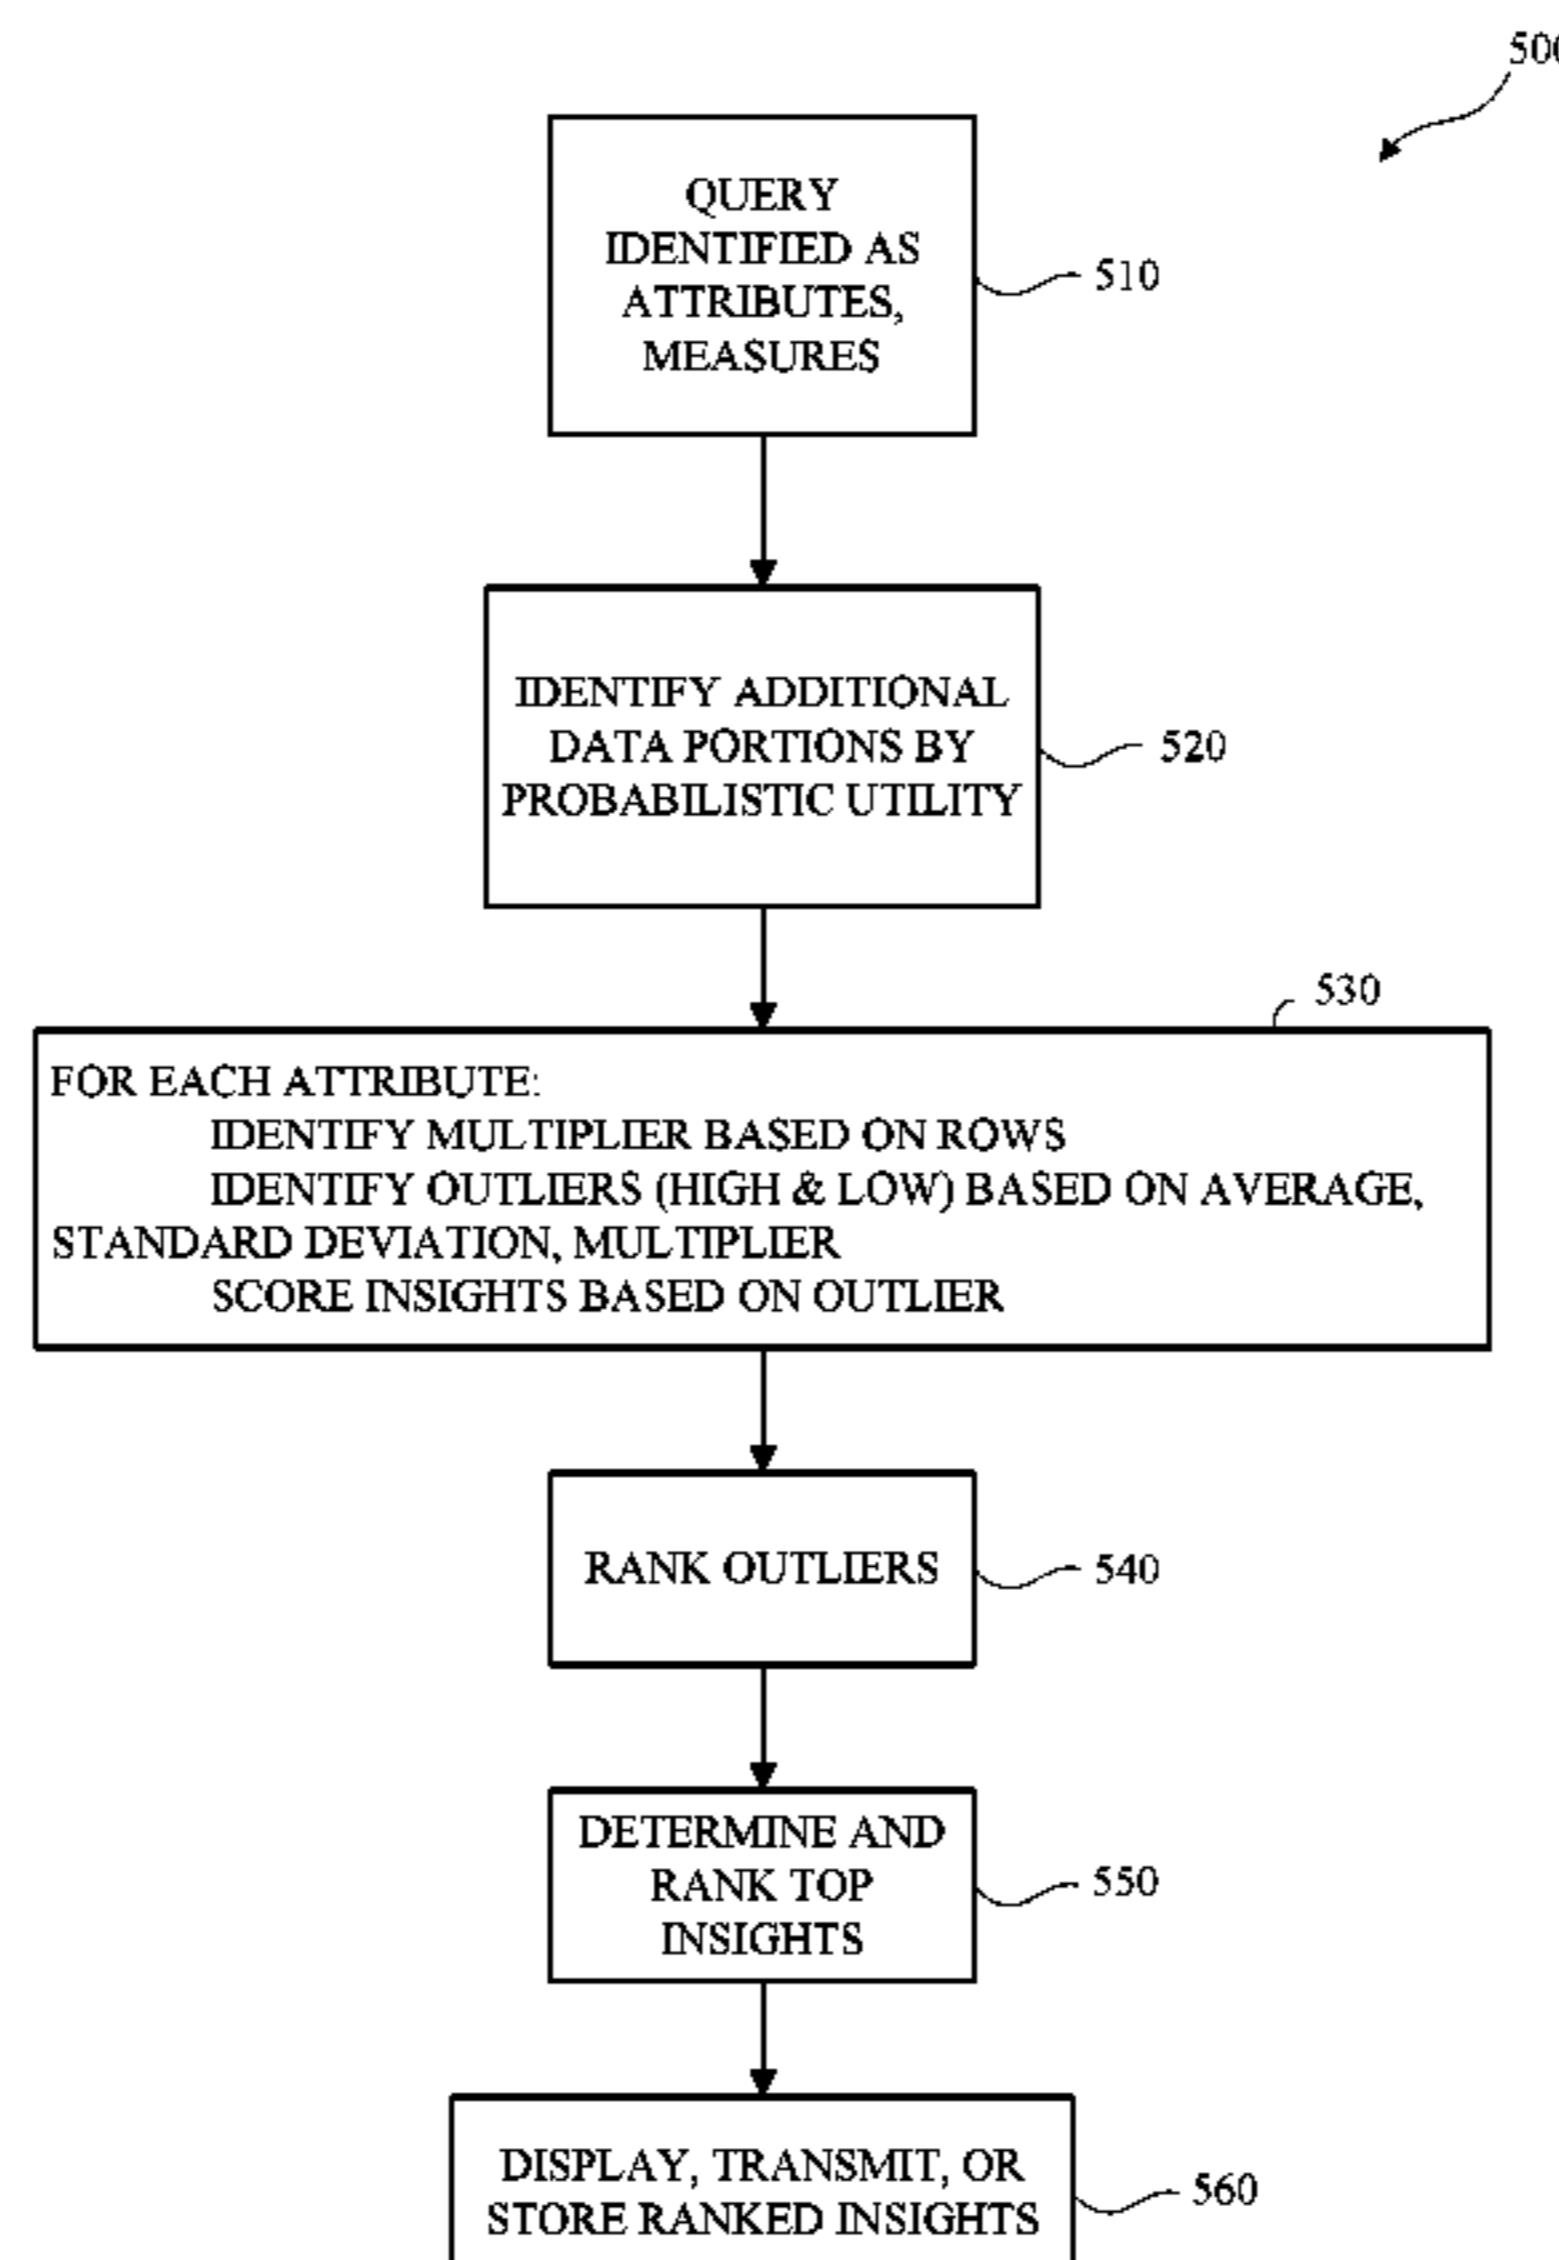 500
QUERY
IDENTIFIED AS
ATTRIBUTES,
MEASURES
510
IDENTIFY ADDITIONAL
DATA PORTIONS BY
PROBABILISTIC UTILITY
520
530
FOR EACH ATTRIBUTE:
IDENTIFY MULTIPLIER BASED ON ROWS
IDENTIFY OUTLIERS (HIGH & LOW) BASED ON AVERAGE,
STANDARD DEVIATION, MULTIPLIER
SCORE INSIGHTS BASED ON OUTLIER
RANK OUTLIERS
540
DETERMINE AND
RANK TOP
INSIGHTS
550
DISPLAY, TRANSMIT, OR
STORE RANKED INSIGHTS
560